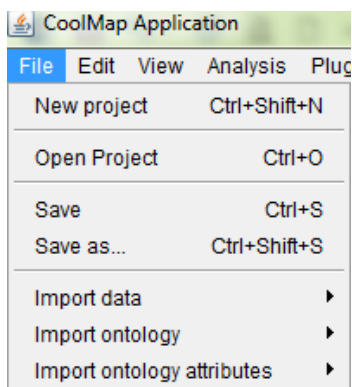 CoolMap Application
File Edit View Analysis Plug
New project Ctrl+Shift+N
Open Project Ctrl+O
Save Ctrl+S
Save as... Ctrl+Shift+S
Import data
Import ontology
Import ontology attributes